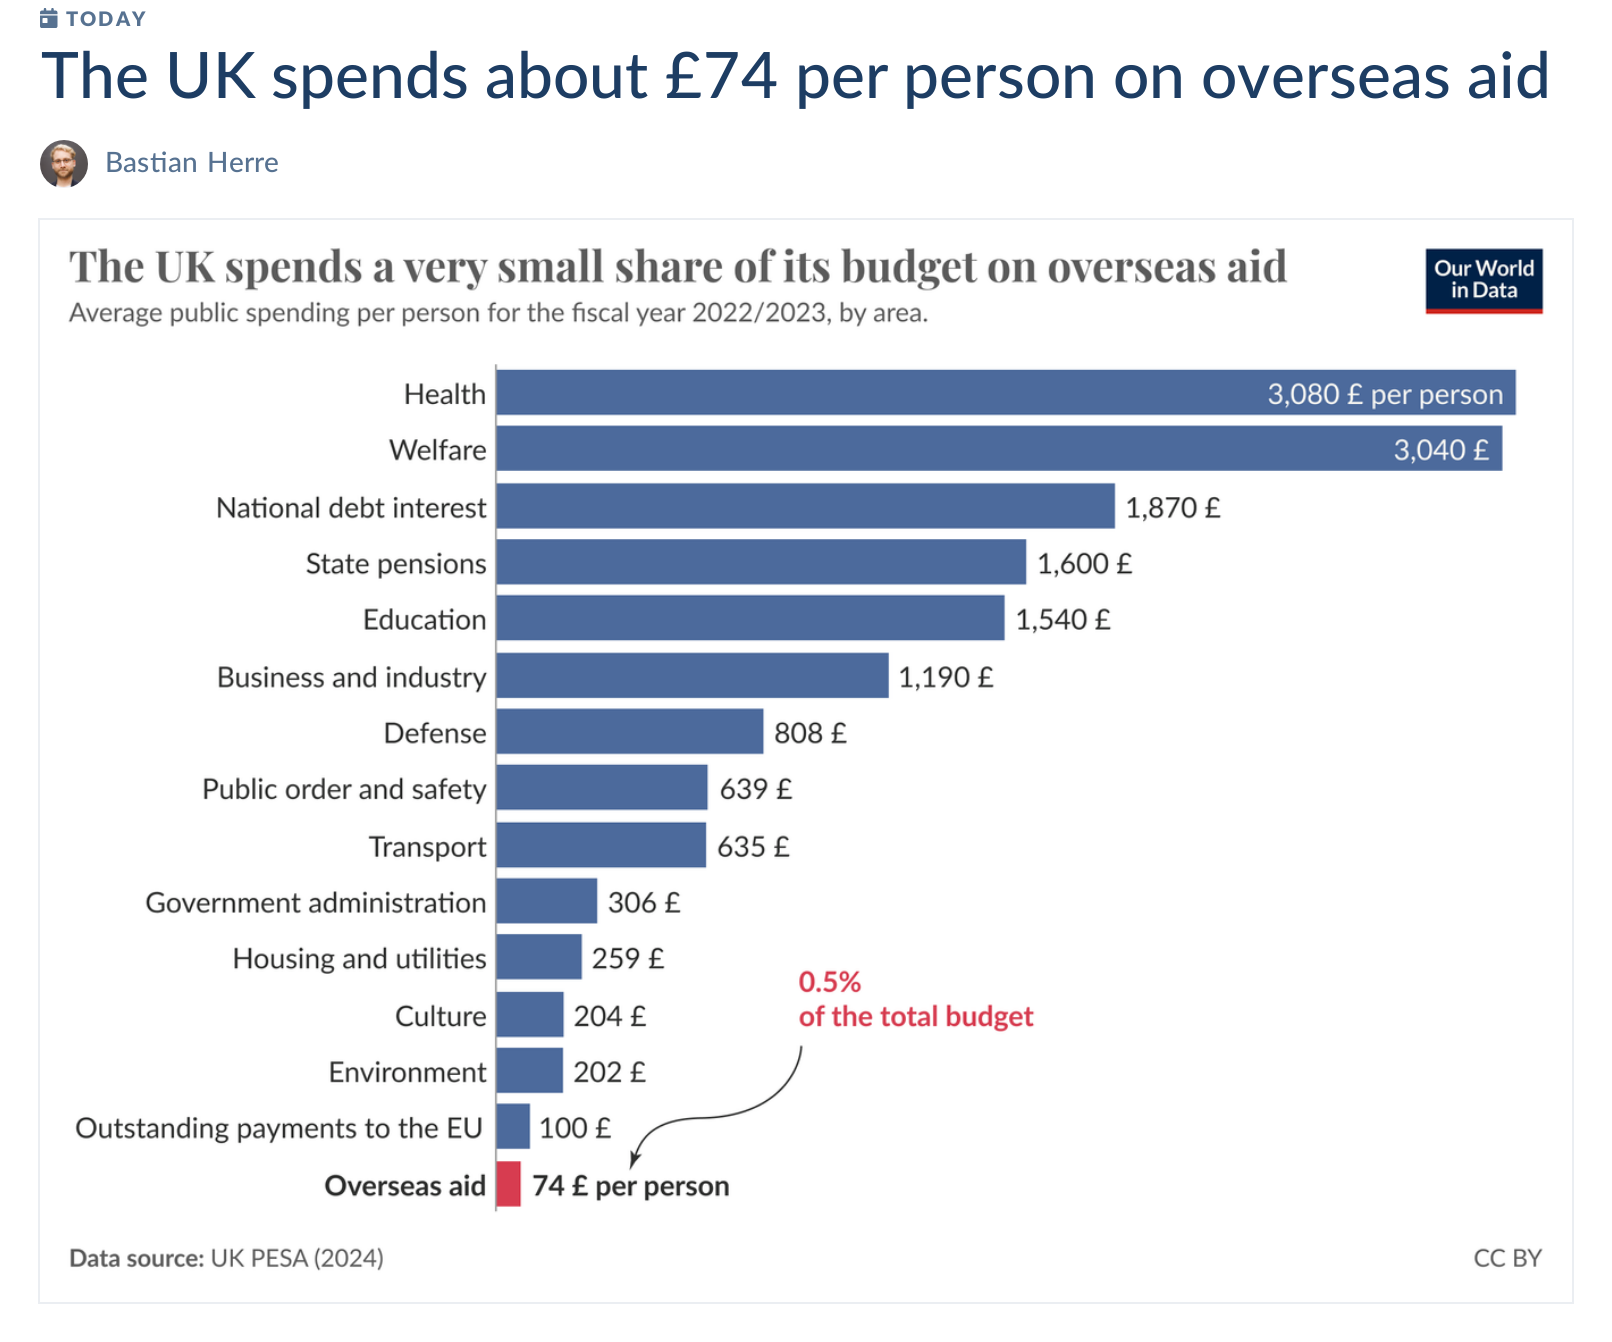 TODAY
The UK spends about £74 per person on overseas aid
Bastian Herre
The UK spends a very small share of its budget on overseas aid
Average public spending per person for the fiscal year 2022/2023, by area.
Our World
in Data
Health 3,080 £ per person
Welfare 3,040 £
National debt interest 1,870 £
State pensions 1,600 £
Education 1,540 £
Business and industry 1,190 £
Defense 808 £
Public order and safety 639 £
Transport 635 £
Government administration 306 £
Housing and utilities 259 £
0.5%
of the total budget
Culture 204 £
Environment 202 £
Outstanding payments to the EU 100 £
Overseas aid 74 £ per person
Data source: UK PESA (2024)
CC BY